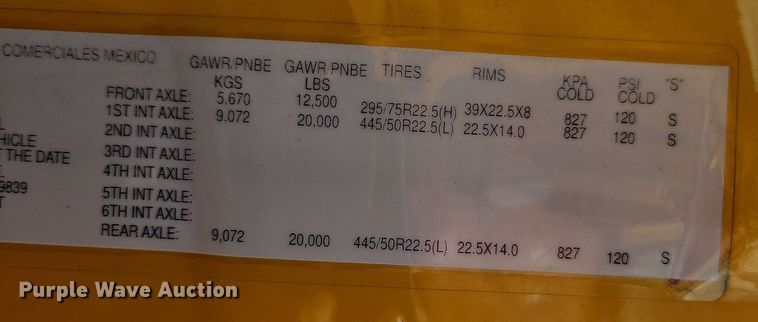 COMERCIALES MEXICO
GAWR/PNBE GAWR PNBE TIRES RIMS KPA PSI "S"
KGS LBS COLD COLD
FRONT AXLE: 5,670 12,500 295/75R22.5(H) 39X22.5X8 827 120 S
1ST INT AXLE: 9.072 20,000 445/50R22.5(L) 22.5X14.0 827 120 S
2ND INT AXLE:
HICLE 3RD INT AXLE:
THE DATE 4TH INT AXLE:
5TH INT AXLE:
9839 6TH INT AXLE:
REAR AXLE: 9,072 20,000 445/50R22.5(L) 22.5X14.0 827 120 S
Purple Wave Auction